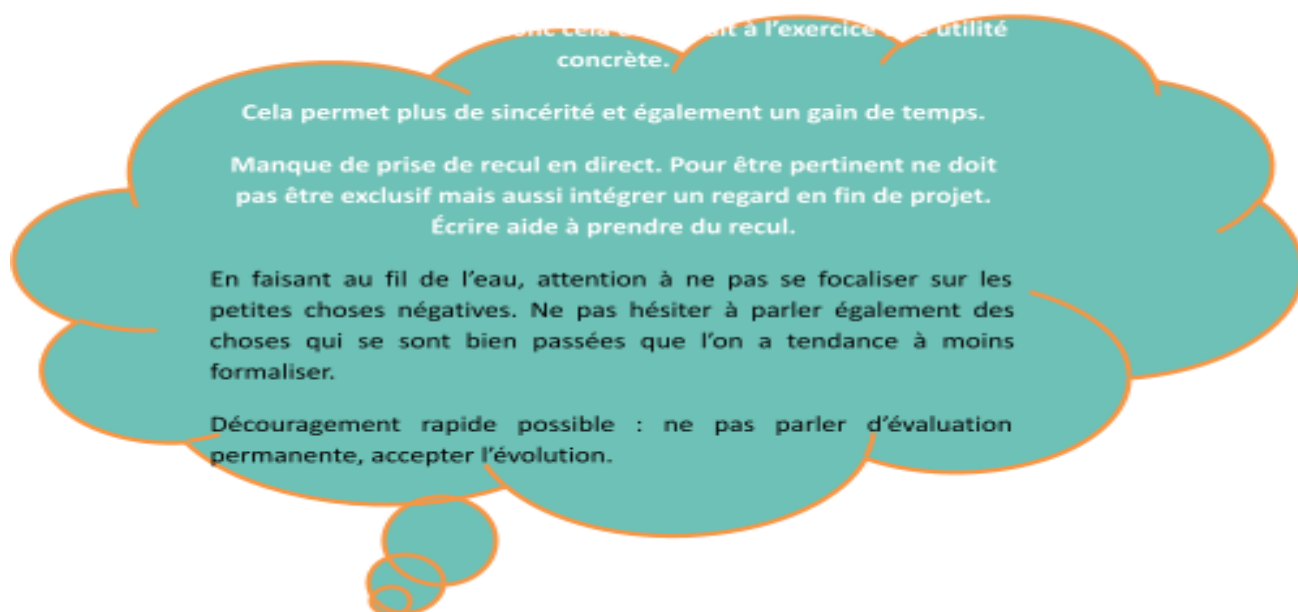 cela à l’exercice utilité
concrète.
Cela permet plus de sincérité et également un gain de temps.
Manque de prise de recul en direct. Pour être pertinent ne doit
pas être exclusif mais aussi intégrer un regard en fin de projet.
Écrire aide à prendre du recul.
En faisant au fil de l’eau, attention à ne pas se focaliser sur les
petites choses négatives. Ne pas hésiter à parler également des
choses qui se sont bien passées que l’on a tendance à moins
formaliser.
Découragement rapide possible : ne pas parler d’évaluation
permanente, accepter l’évolution.